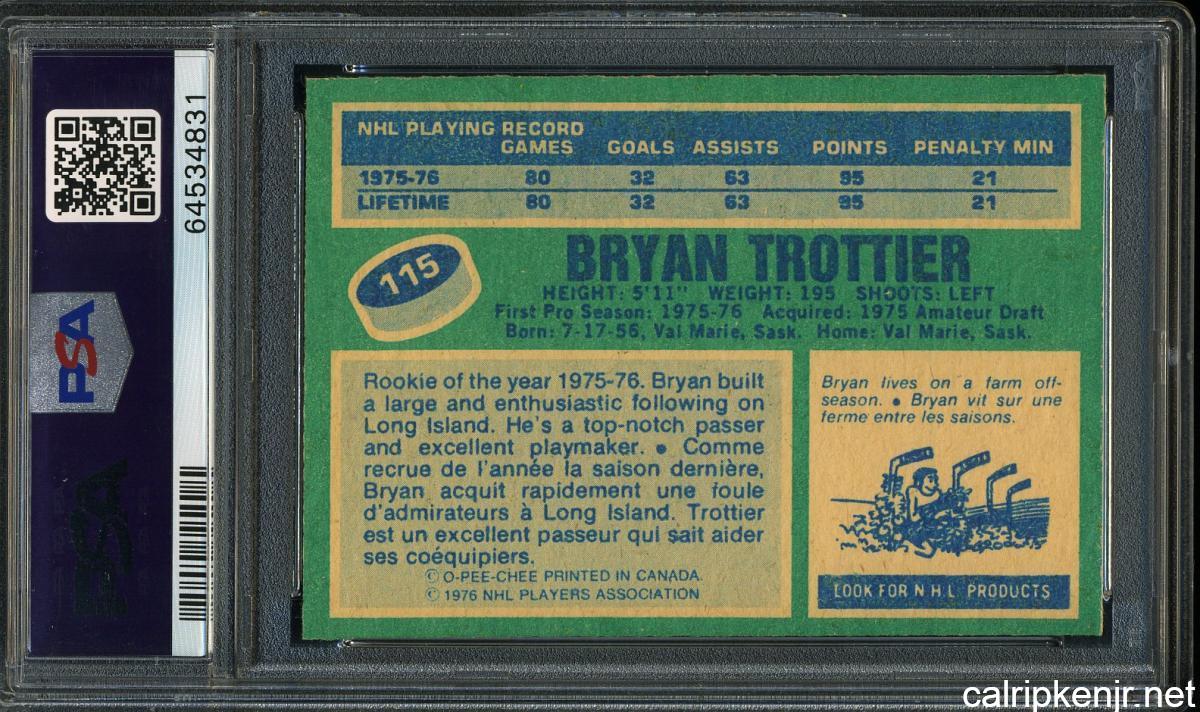 64534831
PSA
PSA
NHL PLAYING RECORD
GAMES GOALS ASSISTS POINTS PENALTY MIN
1975-76 80 32 63 95 21
LIFETIME 80 32 63 95 21
115
BRYAN TROTTIER
HEIGHT: 5'11" WEIGHT: 195 SHOOTS: LEFT
First Pro Season: 1975-76 Acquired: 1975 Amateur Draft
Born: 7-17-56, Val Marie, Sask. Home: Val Marie, Sask.
Rookie of the year 1975-76. Bryan built
a large and enthusiastic following on
Long Island. He's a top-notch passer
and excellent playmaker. • Comme
recrue de l'année la saison dernière,
Bryan acquit rapidement une foule
d'admirateurs à Long Island. Trottier
est un excellent passeur qui sait aider
ses coéquipiers.
© O-PEE-CHEE PRINTED IN CANADA.
© 1976 NHL PLAYERS ASSOCIATION
Bryan lives on a farm off-
season. • Bryan vit sur une
ferme entre les saisons.
LOOK FOR N H L PRODUCTS
calripkenjr.net